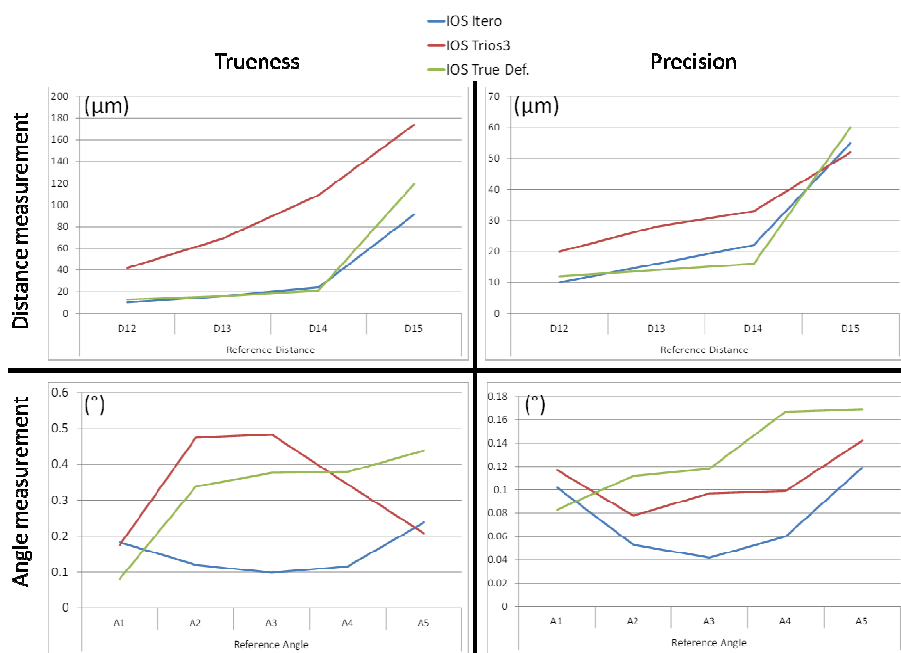 IOS Itero
IOS Trios3
IOS True Def.
Trueness
Precision
Distance measurement
(μm)
200
180
160
140
120
100
80
60
40
20
0
D12 D13 D14 D15
Reference Distance
(μm)
70
60
50
40
30
20
10
0
D12 D13 D14 D15
Reference Distance
Angle measurement
(°)
0.6
0.5
0.4
0.3
0.2
0.1
0
A1 A2 A3 A4 A5
Reference Angle
(°)
0.18
0.16
0.14
0.12
0.1
0.08
0.06
0.04
0.02
0
A1 A2 A3 A4 A5
Reference Angle